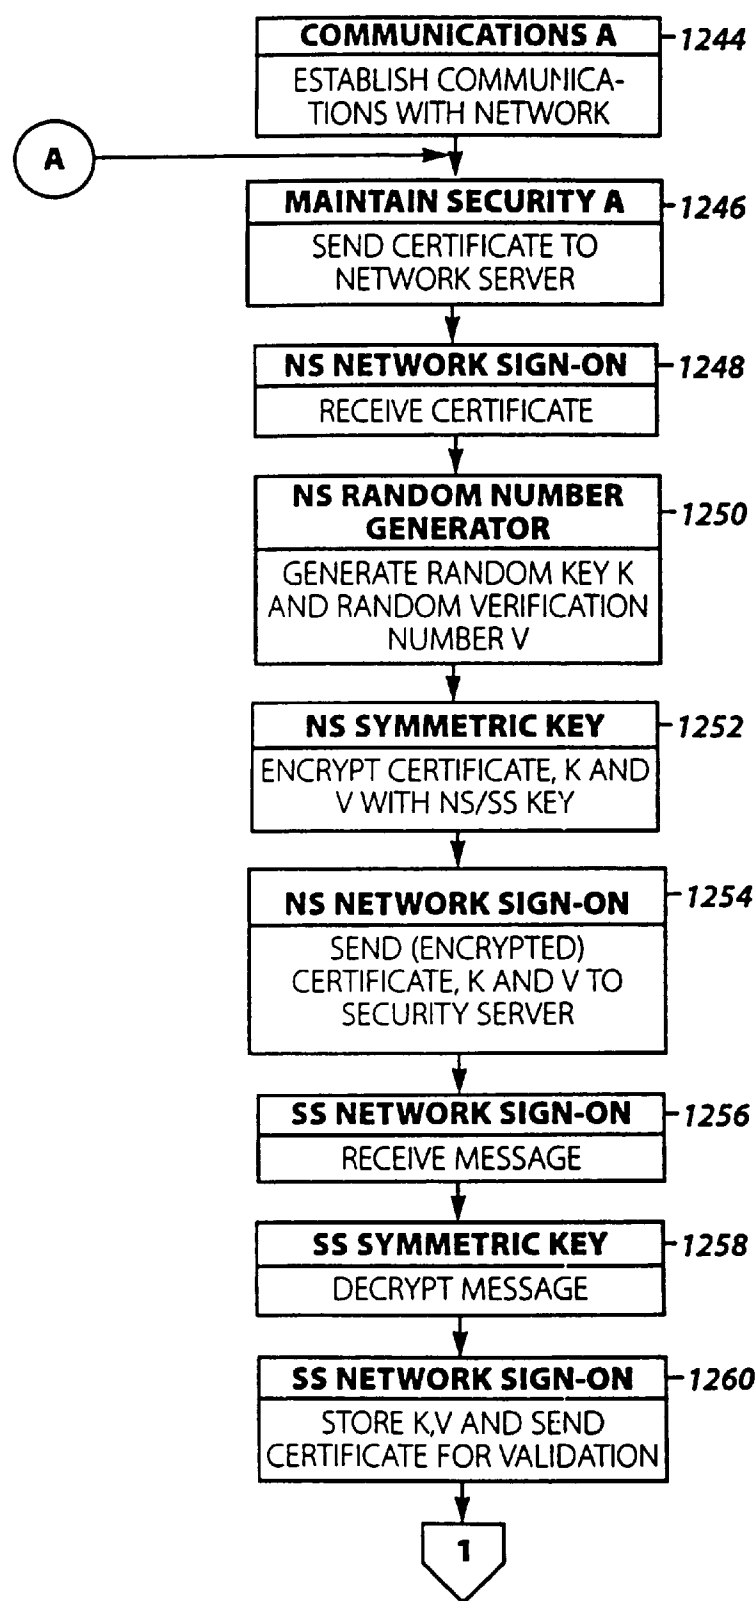 COMMUNICATIONS A
1244
ESTABLISH COMMUNICA-
TIONS WITH NETWORK
A
MAINTAIN SECURITY A
1246
SEND CERTIFICATE TO
NETWORK SERVER
NS NETWORK SIGN-ON
1248
RECEIVE CERTIFICATE
NS RANDOM NUMBER
GENERATOR
1250
GENERATE RANDOM KEY K
AND RANDOM VERIFICATION
NUMBER V
NS SYMMETRIC KEY
1252
ENCRYPT CERTIFICATE, K AND
V WITH NS/SS KEY
NS NETWORK SIGN-ON
1254
SEND (ENCRYPTED)
CERTIFICATE, K AND V TO
SECURITY SERVER
SS NETWORK SIGN-ON
1256
RECEIVE MESSAGE
SS SYMMETRIC KEY
1258
DECRYPT MESSAGE
SS NETWORK SIGN-ON
1260
STORE K,V AND SEND
CERTIFICATE FOR VALIDATION
1